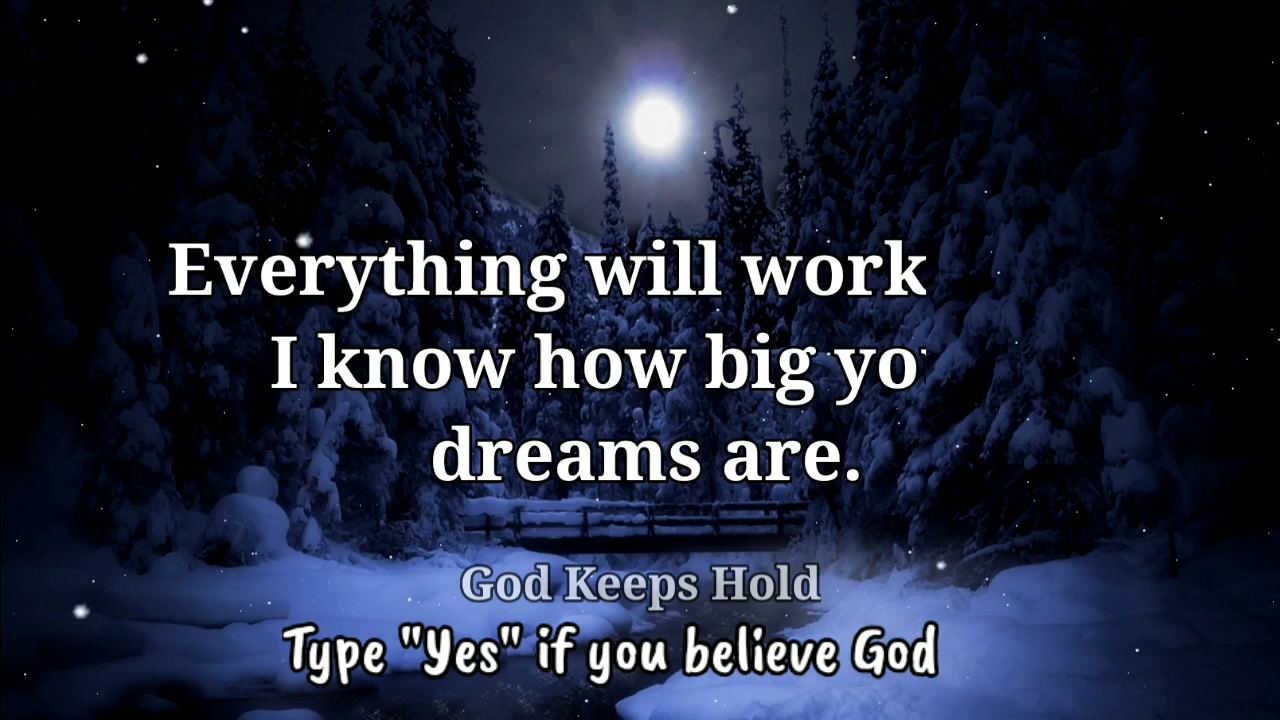 Everything will work
I know how big yo
dreams are.
God Keeps Hold
Type "Yes" if you believe God